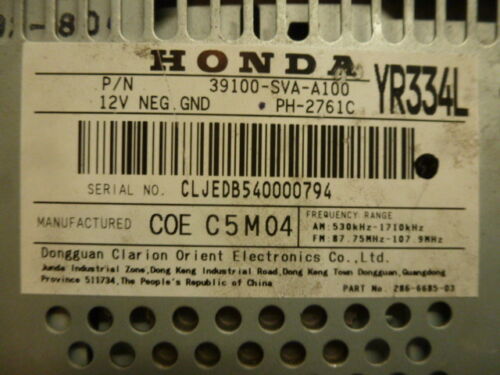 HONDA
P/N 39100-SVA-A100 YR334L
12V NEG.GND PH-2761C
SERIAL NO. CLJEDB540000794
MANUFACTURED COE C5M04 FREQUENCY RANGE
AM:530kHz-1710kHz
FM:87.75MHz-107.9MHz
Dongguan Clarion Orient Electronics Co.,Ltd.
Junda Industrial Zone,Dong Keng Industrial Road,Dong Keng Town Dongguan,Guangdong
Province 511734,The People's Republic of China
PART No. 286-6685-03